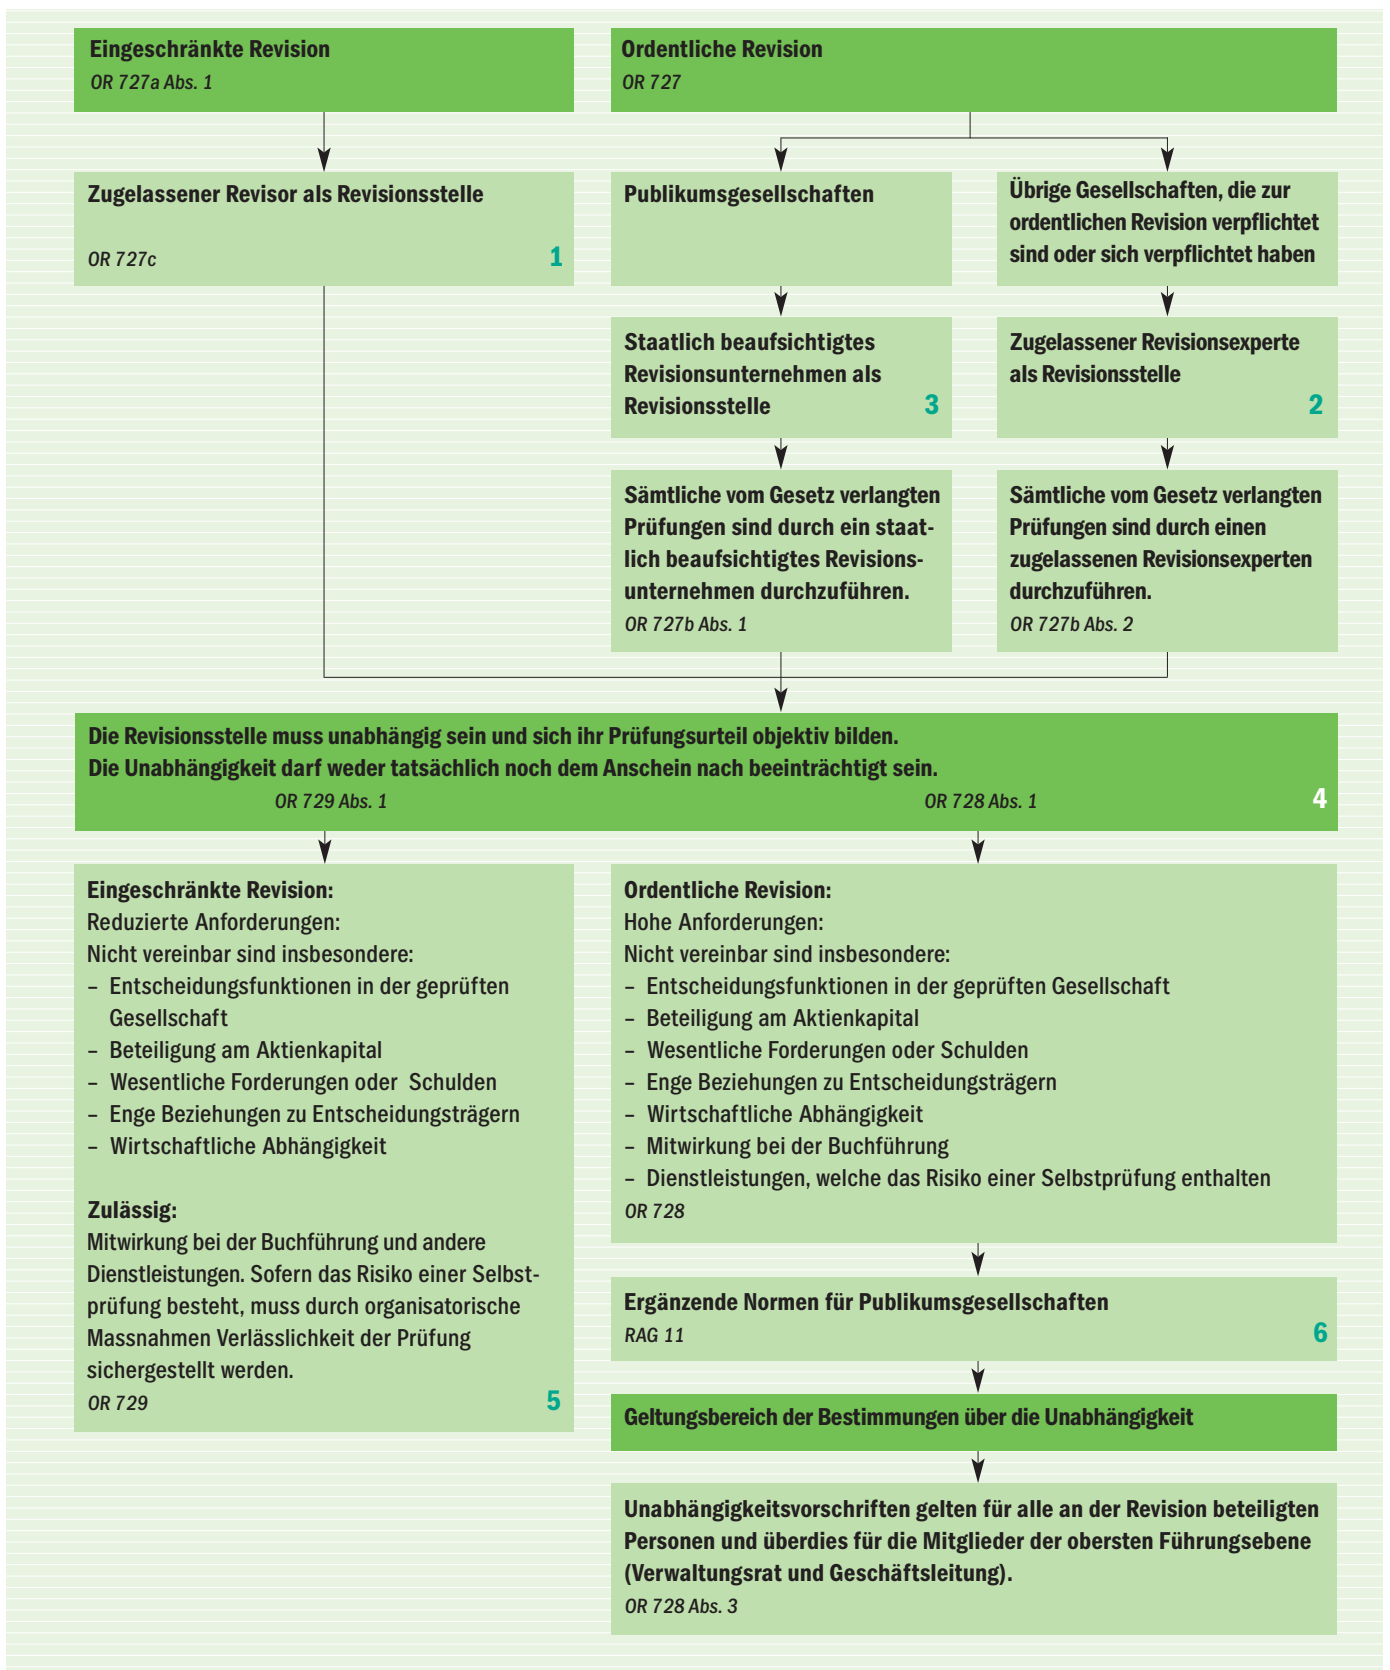 Eingeschränkte Revision
OR 727a Abs. 1
Ordentliche Revision
OR 727
Zugelassener Revisor als Revisionsstelle
OR 727c
1
Publikumsgesellschaften
Übrige Gesellschaften, die zur
ordentlichen Revision verpflichtet
sind oder sich verpflichtet haben
Staatlich beaufsichtigtes
Revisionsunternehmen als
Revisionsstelle
3
Zugelassener Revisionsexperte
als Revisionsstelle
2
Sämtliche vom Gesetz verlangten
Prüfungen sind durch ein staat-
lich beaufsichtigtes Revisions-
unternehmen durchzuführen.
OR 727b Abs. 1
Sämtliche vom Gesetz verlangten
Prüfungen sind durch einen
zugelassenen Revisionsexperten
durchzuführen.
OR 727b Abs. 2
Die Revisionsstelle muss unabhängig sein und sich ihr Prüfungsurteil objektiv bilden.
Die Unabhängigkeit darf weder tatsächlich noch dem Anschein nach beeinträchtigt sein.
OR 729 Abs. 1 OR 728 Abs. 1 4
Eingeschränkte Revision:
Reduzierte Anforderungen:
Nicht vereinbar sind insbesondere:
– Entscheidungsfunktionen in der geprüften
Gesellschaft
– Beteiligung am Aktienkapital
– Wesentliche Forderungen oder Schulden
– Enge Beziehungen zu Entscheidungsträgern
– Wirtschaftliche Abhängigkeit
Zulässig:
Mitwirkung bei der Buchführung und andere
Dienstleistungen. Sofern das Risiko einer Selbst-
prüfung besteht, muss durch organisatorische
Massnahmen Verlässlichkeit der Prüfung
sichergestellt werden.
OR 729
5
Ordentliche Revision:
Hohe Anforderungen:
Nicht vereinbar sind insbesondere:
– Entscheidungsfunktionen in der geprüften Gesellschaft
– Beteiligung am Aktienkapital
– Wesentliche Forderungen oder Schulden
– Enge Beziehungen zu Entscheidungsträgern
– Wirtschaftliche Abhängigkeit
– Mitwirkung bei der Buchführung
– Dienstleistungen, welche das Risiko einer Selbstprüfung enthalten
OR 728
Ergänzende Normen für Publikumsgesellschaften
RAG 11
6
Geltungsbereich der Bestimmungen über die Unabhängigkeit
Unabhängigkeitsvorschriften gelten für alle an der Revision beteiligten
Personen und überdies für die Mitglieder der obersten Führungsebene
(Verwaltungsrat und Geschäftsleitung).
OR 728 Abs. 3